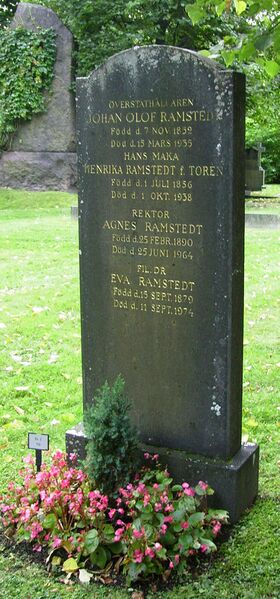 ÖVERSTÅTHÅLLAREN
JOHAN OLOF RAMSTEDT
Född d. 7 NOV. 1852
Död d. 15 MARS 1935
HANS MAKA
HENRIKA RAMSTEDT f. TORÉN
Född d. 1 JULI 1856
Död d. 1 OKT. 1938
REKTOR
AGNES RAMSTEDT
Född d. 25 FEBR. 1890
Död d. 25 JUNI 1964
FIL. DR
EVA RAMSTEDT
Född d. 15 SEPT. 1879
Död d. 11 SEPT. 1974